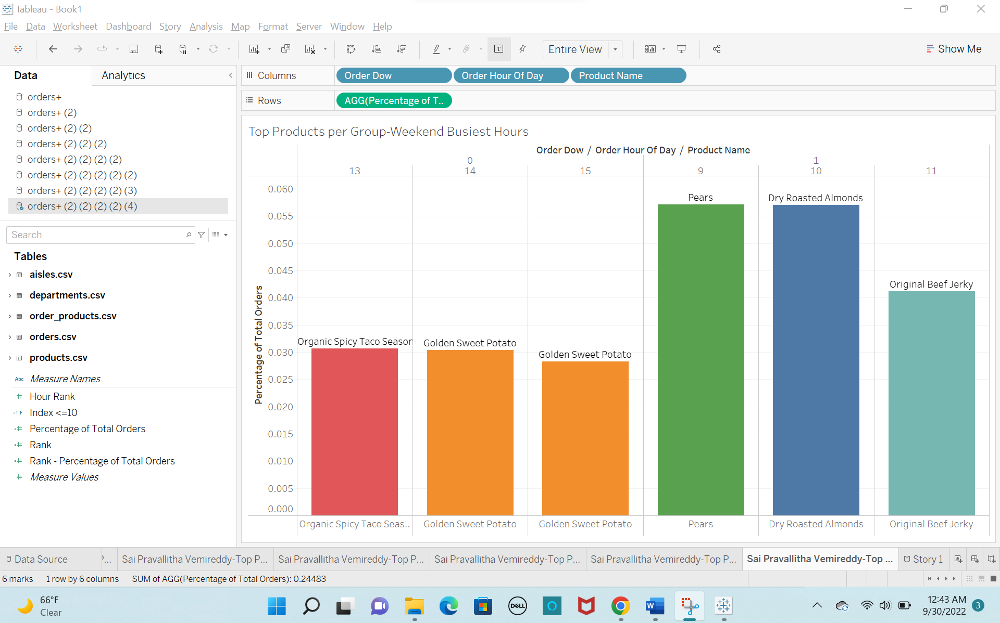 Tableau - Book1
File Data Worksheet Dashboard Story Analysis Map Format Server Window Help
Entire View
Show Me
Data
Analytics
iii Columns
Order Dow
Order Hour Of Day
Product Name
Rows
AGG(Percentage of T..
orders+
orders+ (2)
orders+ (2) (2)
orders+ (2) (2) (2)
orders+ (2) (2) (2) (2)
orders+ (2) (2) (2) (2) (2)
orders+ (2) (2) (2) (2) (3)
orders+ (2) (2) (2) (2) (4)
Search
Tables
aisles.csv
departments.csv
order_products.csv
orders.csv
products.csv
Abc Measure Names
Hour Rank
=T|F Index <=10
Percentage of Total Orders
Rank
Rank - Percentage of Total Orders
Measure Values
Top Products per Group-Weekend Busiest Hours
Order Dow / Order Hour Of Day / Product Name
0 1
13 14 15 9 10 11
Percentage of Total Orders
0.060
0.055
0.050
0.045
0.040
0.035
0.030
0.025
0.020
0.015
0.010
0.005
0.000
Organic Spicy Taco Season
Golden Sweet Potato
Golden Sweet Potato
Pears
Dry Roasted Almonds
Original Beef Jerky
Organic Spicy Taco Seas..
Golden Sweet Potato
Golden Sweet Potato
Pears
Dry Roasted Almonds
Original Beef Jerky
Data Source
Sai Pravallitha Vemireddy-Top P...
Sai Pravallitha Vemireddy-Top P...
Sai Pravallitha Vemireddy-Top P...
Sai Pravallitha Vemireddy-Top P...
Sai Pravallitha Vemireddy-Top ...
Story 1
6 marks 1 row by 6 columns SUM of AGG(Percentage of Total Orders): 0.24483
66°F
Clear
DELL
W
12:43 AM
9/30/2022
3